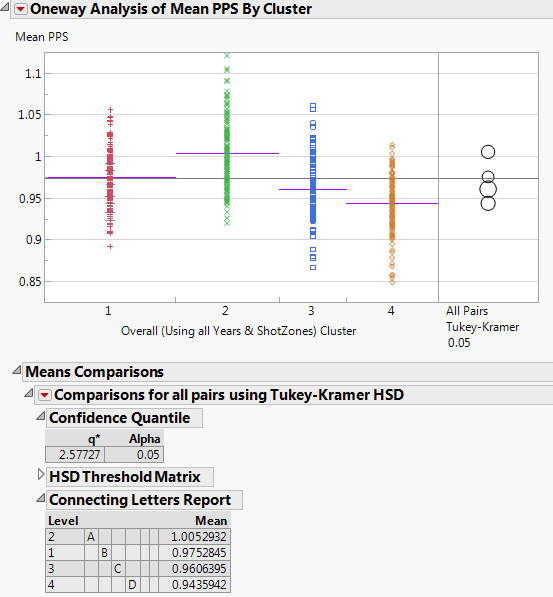 Oneway Analysis of Mean PPS By Cluster
Mean PPS
1.1
1.05
1
0.95
0.9
0.85
1 2 3 4
Overall (Using all Years & ShotZones) Cluster
All Pairs
Tukey-Kramer
0.05
Means Comparisons
Comparisons for all pairs using Tukey-Kramer HSD
Confidence Quantile
q* Alpha
2.57727 0.05
HSD Threshold Matrix
Connecting Letters Report
Level Mean
2 A 1.0052932
1 B 0.9752845
3 C 0.9606395
4 D 0.9435942